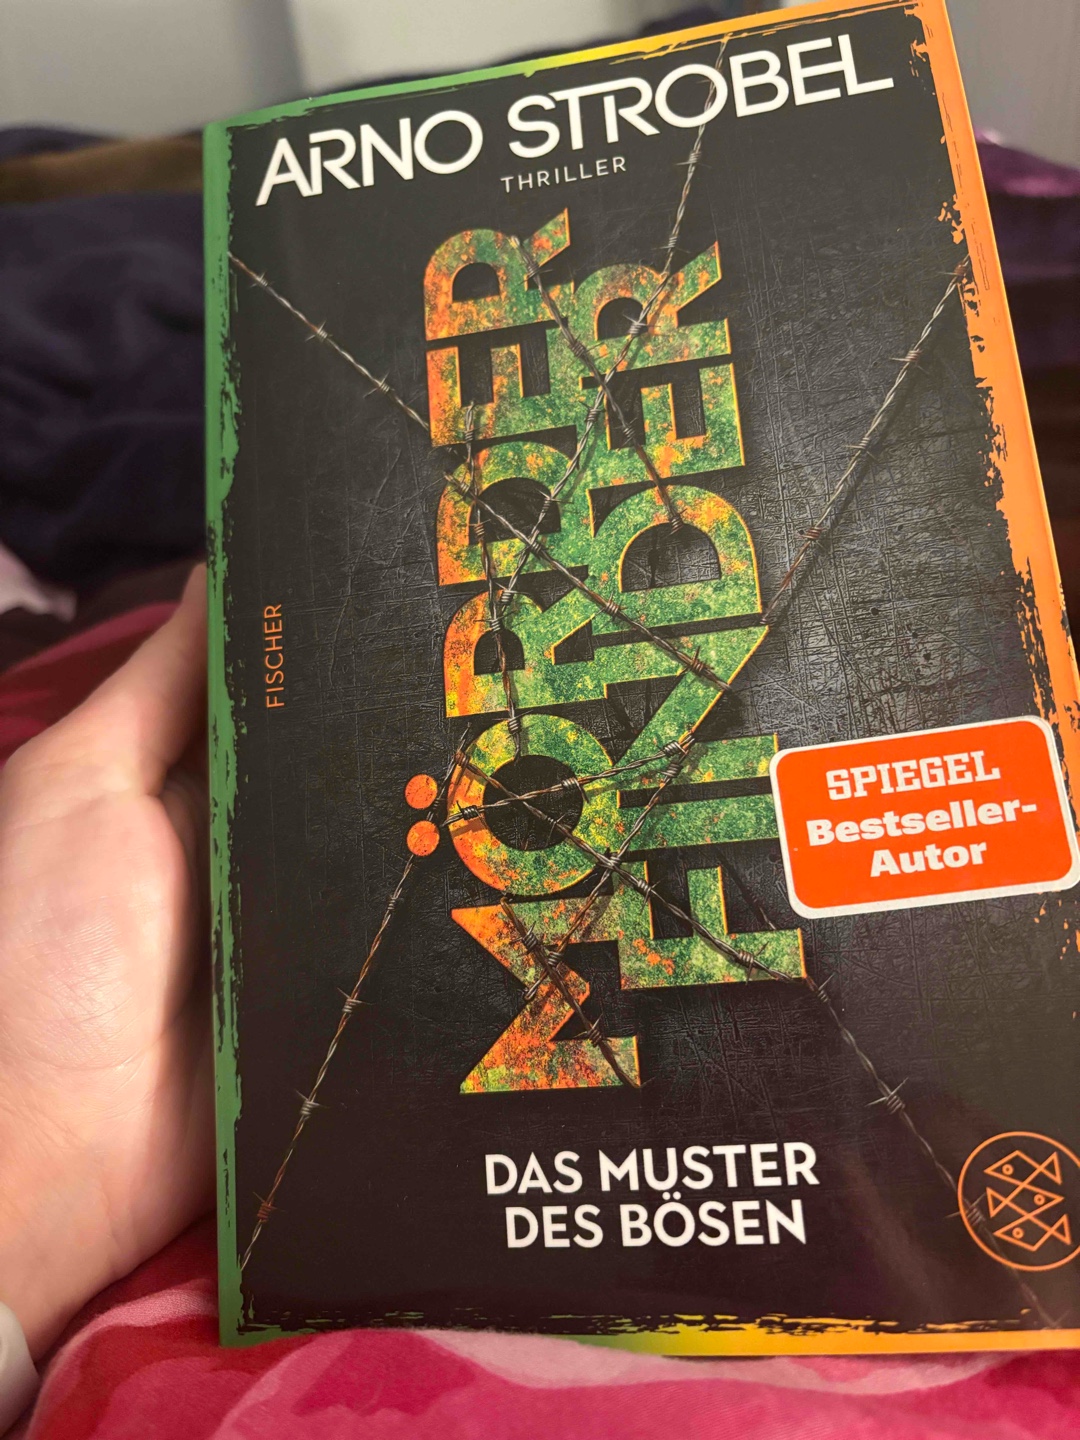 ARNO STROBEL
THRILLER
MÖRDER
FINDER
FISCHER
SPIEGEL
Bestseller-
Autor
DAS MUSTER
DES BÖSEN